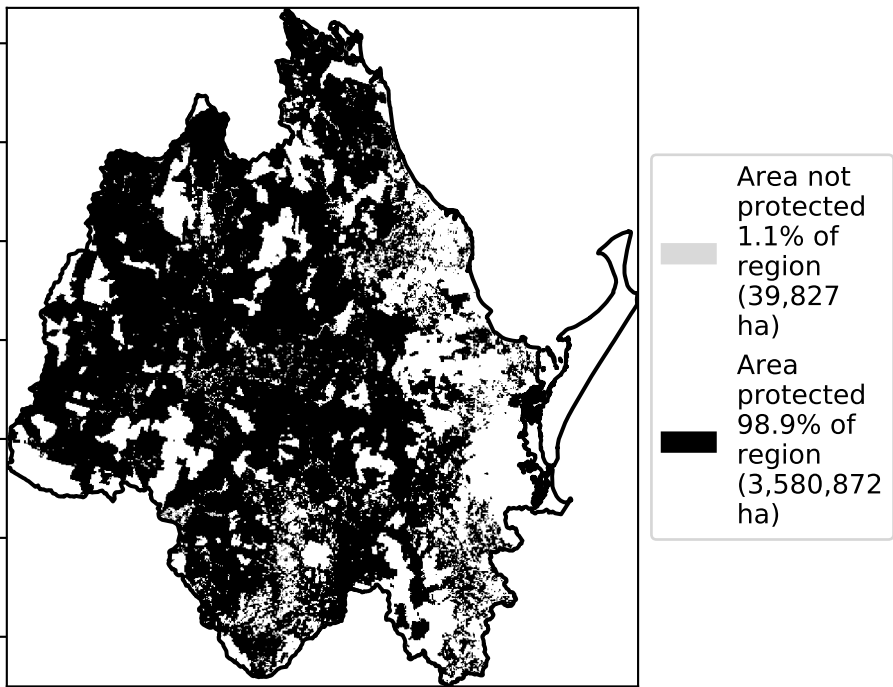 Area not
protected
1.1% of
region
(39,827
ha)
Area
protected
98.9% of
region
(3,580,872
ha)